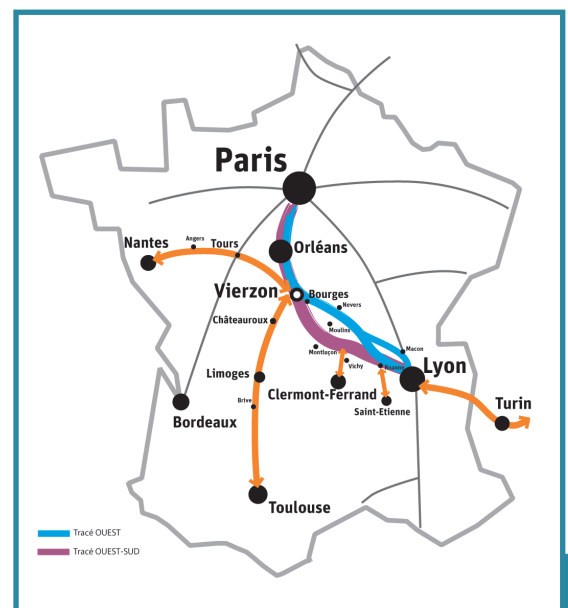 Paris
Orléans
Angers
Nantes
Tours
Vierzon
Bourges
Nevers
Châteauroux
Moulins
Montluçon
Macon
Vichy
Roanne
Lyon
Limoges
Clermont-Ferrand
Brive
Saint-Etienne
Turin
Bordeaux
Toulouse
Tracé OUEST
Tracé OUEST-SUD